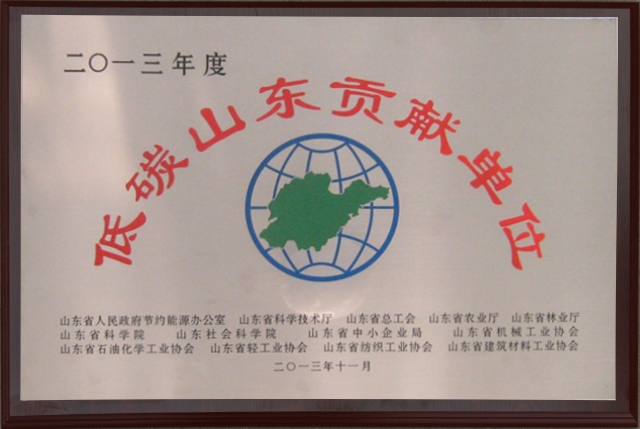 二〇一三年度
低碳山东贡献单位
山东省人民政府节约能源办公室 山东省科学技术厅 山东省总工会 山东省农业厅 山东省林业厅
山东省科学院 山东社会科学院 山东省中小企业局 山东省机械工业协会
山东省石油化学工业协会 山东省轻工业协会 山东省纺织工业协会 山东省建筑材料工业协会
二〇一三年十一月